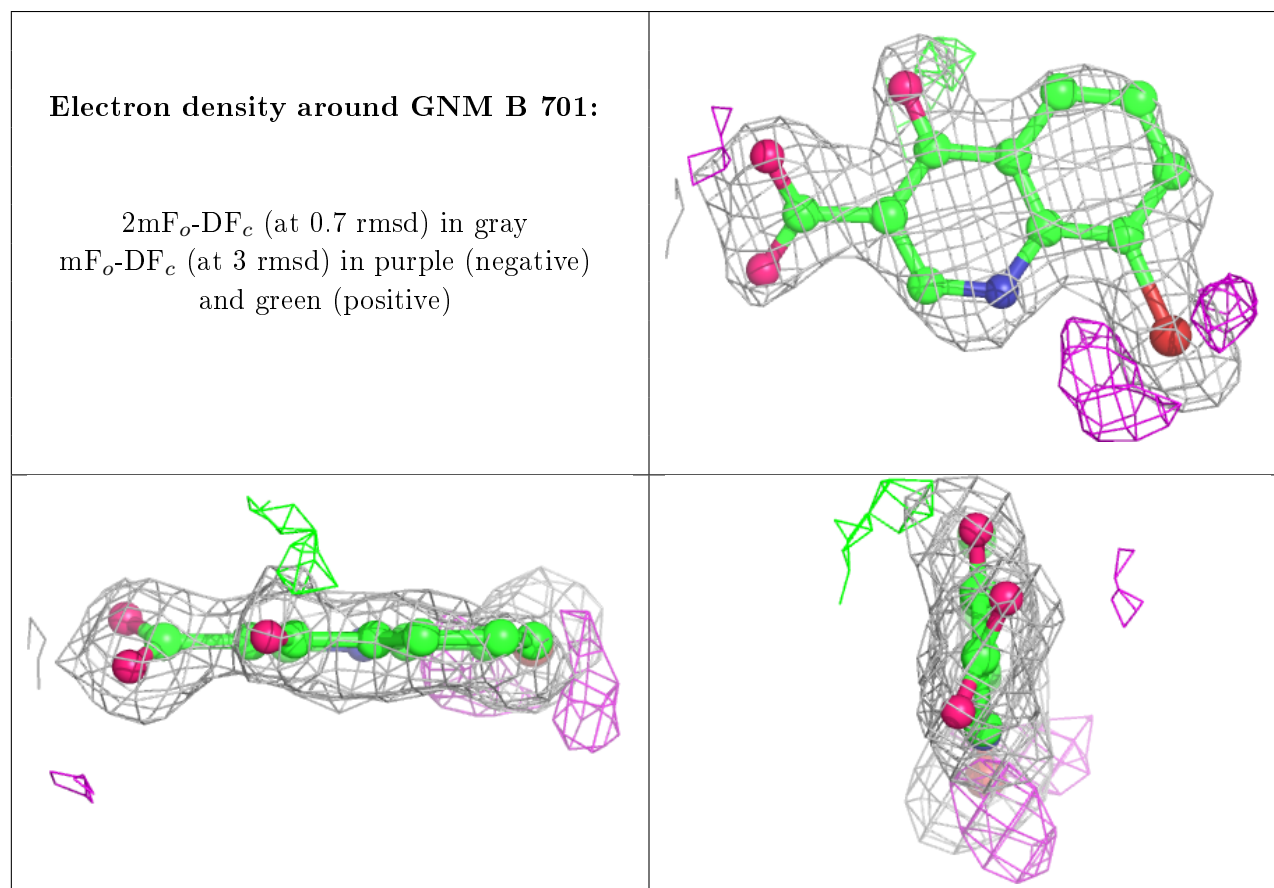 Electron density around GNM B 701:
2mFₒ-DF𝒸 (at 0.7 rmsd) in gray
mFₒ-DF𝒸 (at 3 rmsd) in purple (negative)
and green (positive)